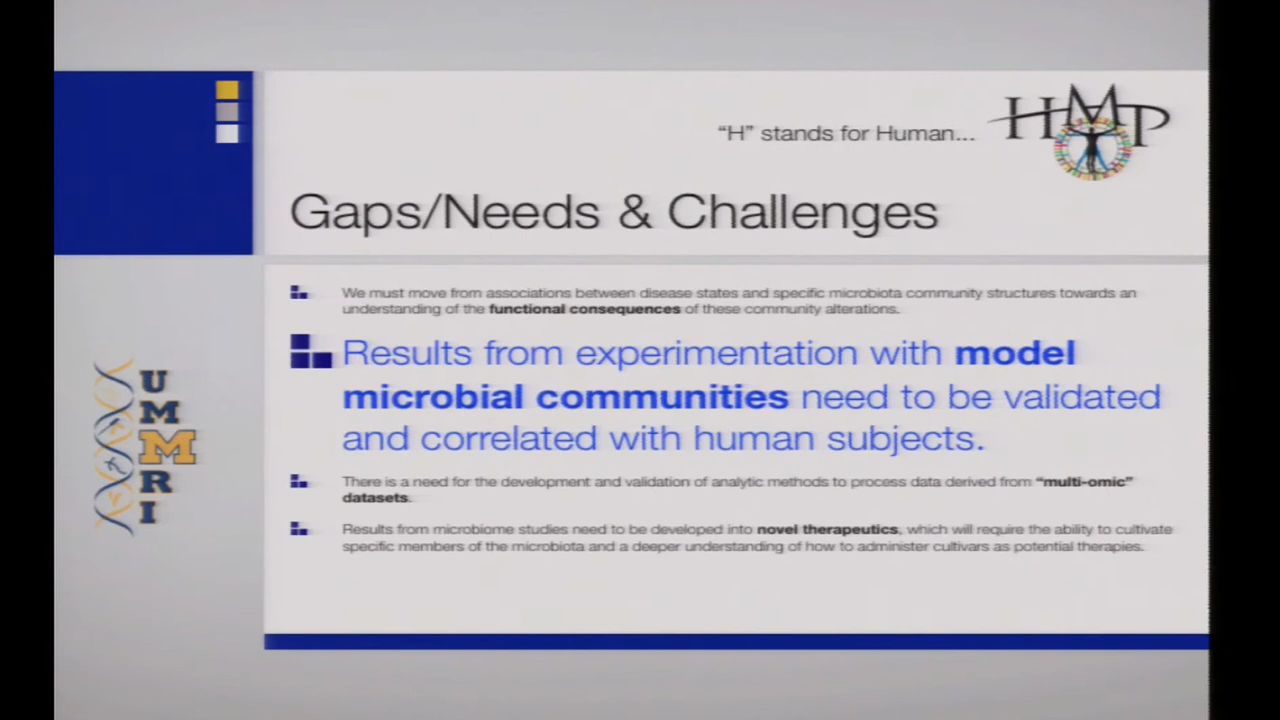 "H" stands for Human...
HMP
Gaps/Needs & Challenges
We must move from associations between disease states and specific microbiota community structures towards an
understanding of the functional consequences of these community alterations.
Results from experimentation with model
microbial communities need to be validated
and correlated with human subjects.
There is a need for the development and validation of analytic methods to process data derived from "multi-omic"
datasets.
Results from microbiome studies need to be developed into novel therapeutics, which will require the ability to cultivate
specific members of the microbiota and a deeper understanding of how to administer cultivars as potential therapies.
U
M
M
R
I